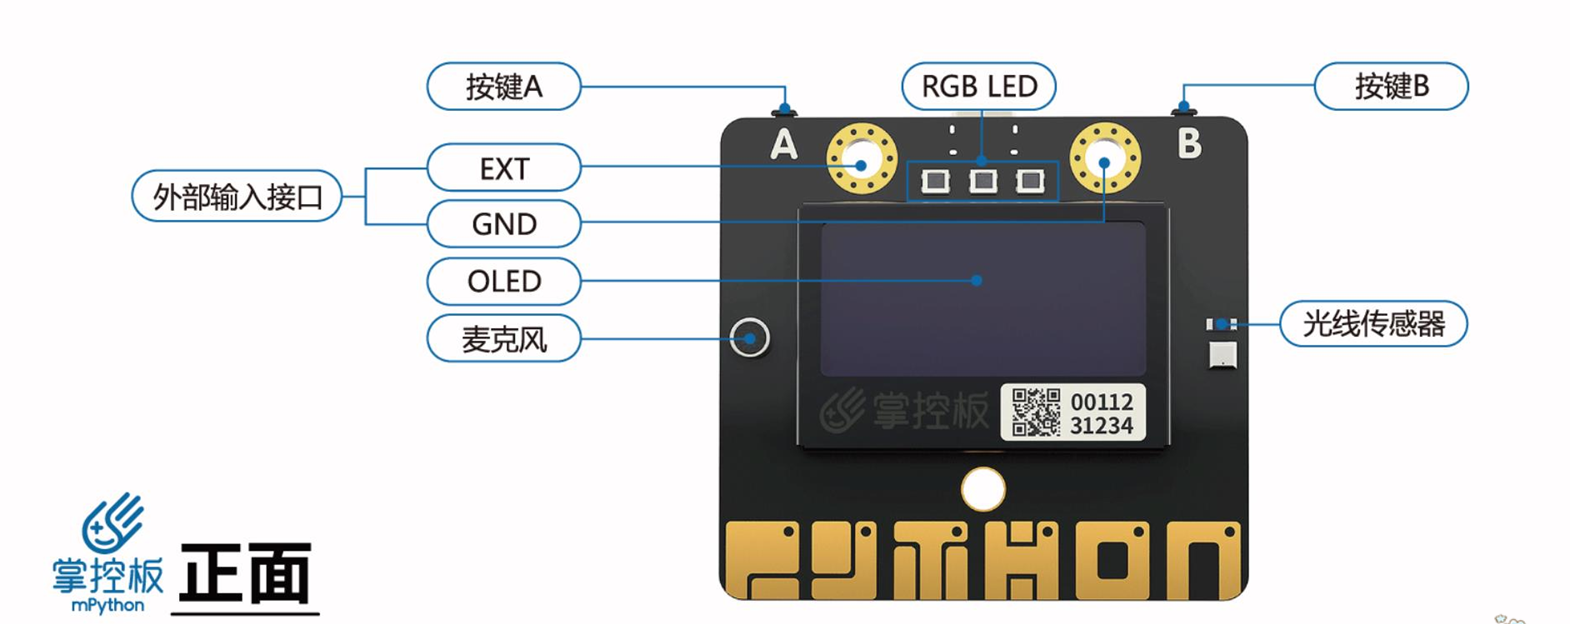 按键A
RGB LED
按键B
A
B
EXT
外部输入接口
GND
OLED
麦克风
光线传感器
掌控板
00112
31234
掌控板
mPython
正面
PYTHON